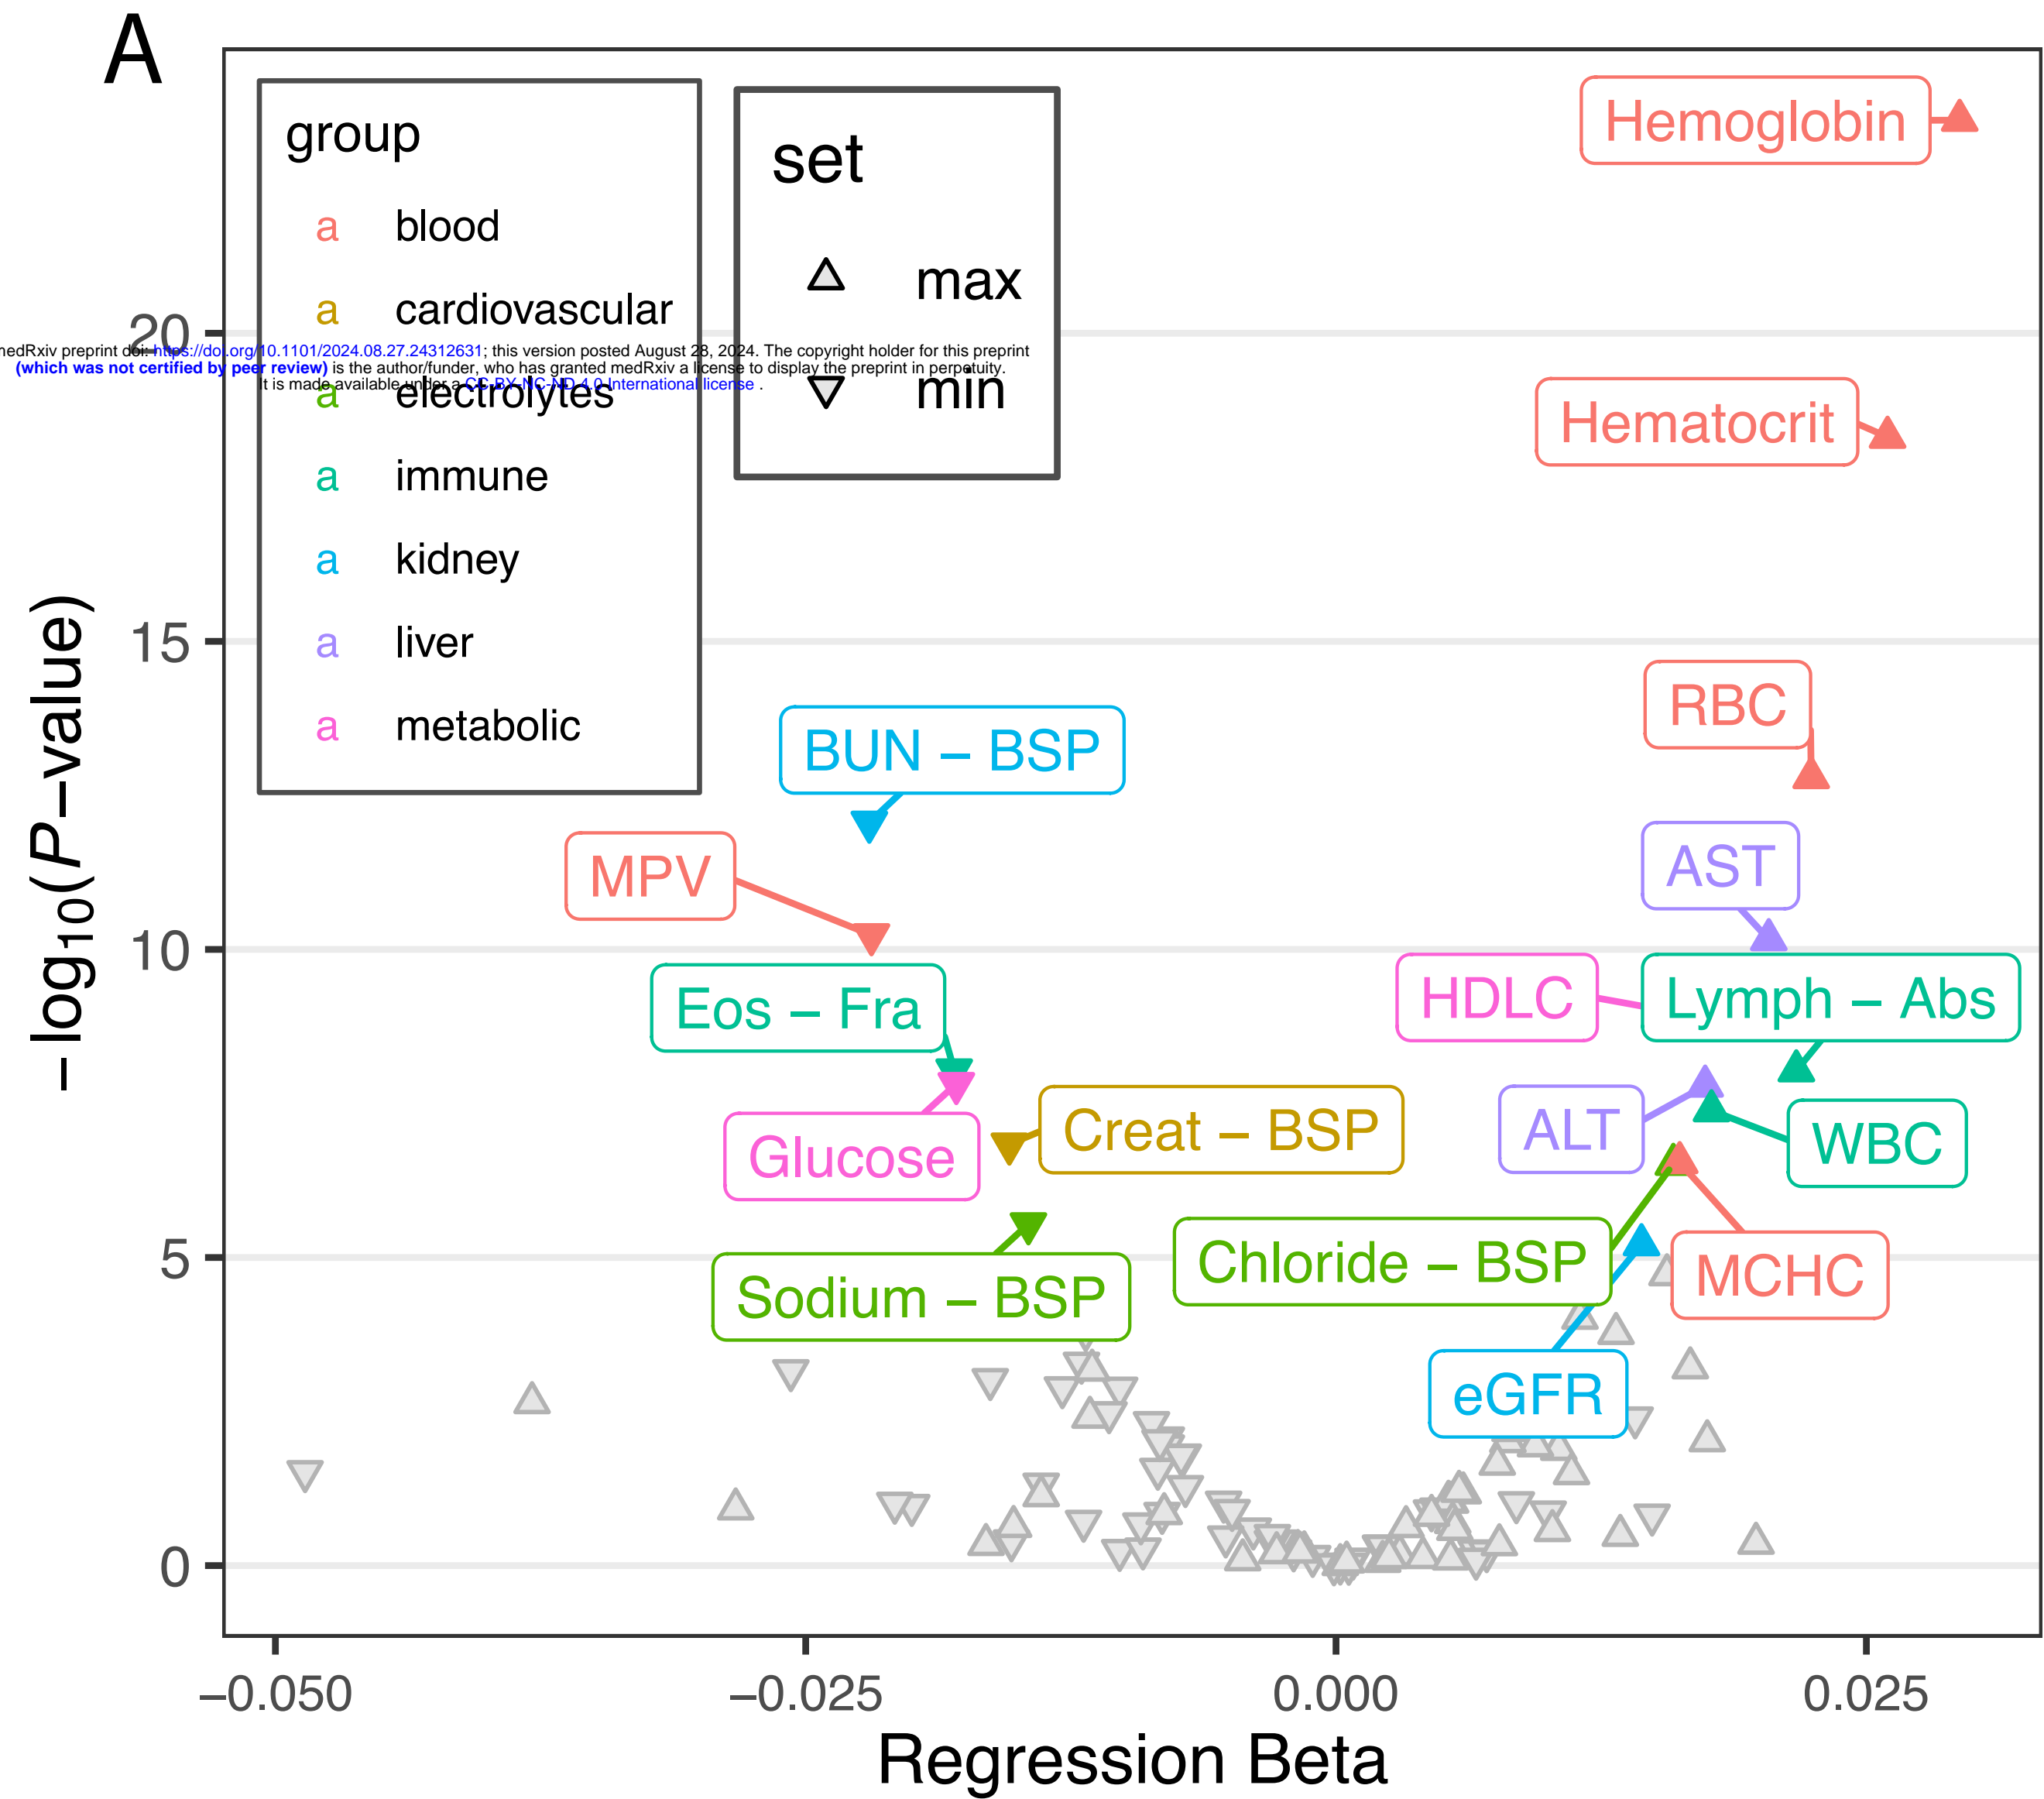 A
group
a blood
a cardiovascular
a electrolytes
a immune
a kidney
a liver
a metabolic
set
max
min
medRxiv preprint doi: https://doi.org/10.1101/2024.08.27.24312631; this version posted August 28, 2024. The copyright holder for this preprint
(which was not certified by peer review) is the author/funder, who has granted medRxiv a license to display the preprint in perpetuity.
It is made available under a CC-BY-NC-ND 4.0 International license .
Hemoglobin
Hematocrit
RBC
BUN – BSP
MPV
AST
Eos – Fra
HDLC
Lymph – Abs
Glucose
Creat – BSP
ALT
WBC
Sodium – BSP
Chloride – BSP
MCHC
eGFR
20
15
10
5
0
−log10(P−value)
−0.050
−0.025
0.000
0.025
Regression Beta